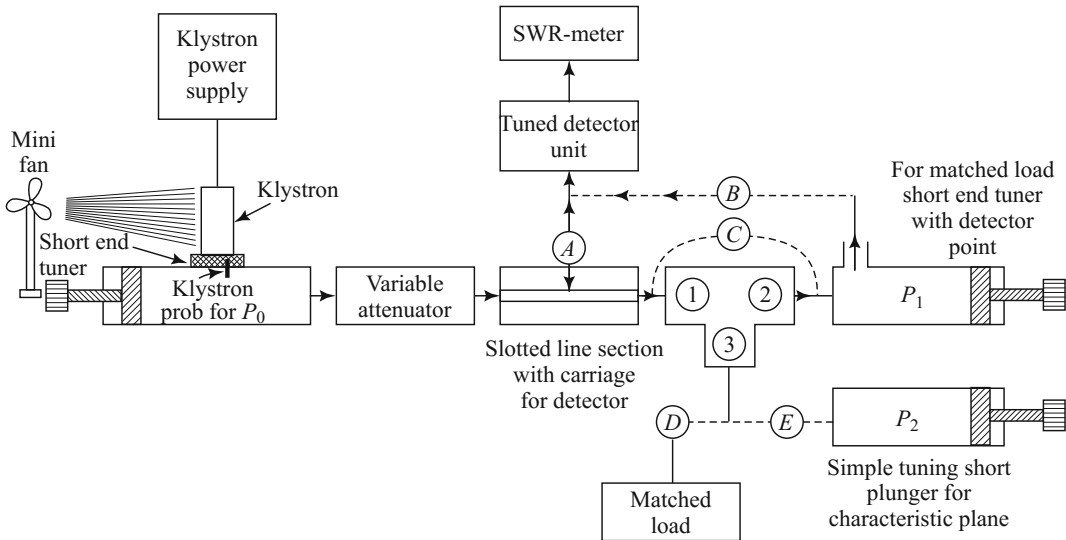 SWR-meter
Klystron
power
supply
Tuned detector
unit
Mini
fan
Klystron
B
For matched load
short end tuner
with detector
point
Short end
tuner
A
C
Klystron
prob for P0
Variable
attenuator
1
2
P1
3
Slotted line section
with carriage
for detector
D
E
P2
Matched
load
Simple tuning short
plunger for
characteristic plane